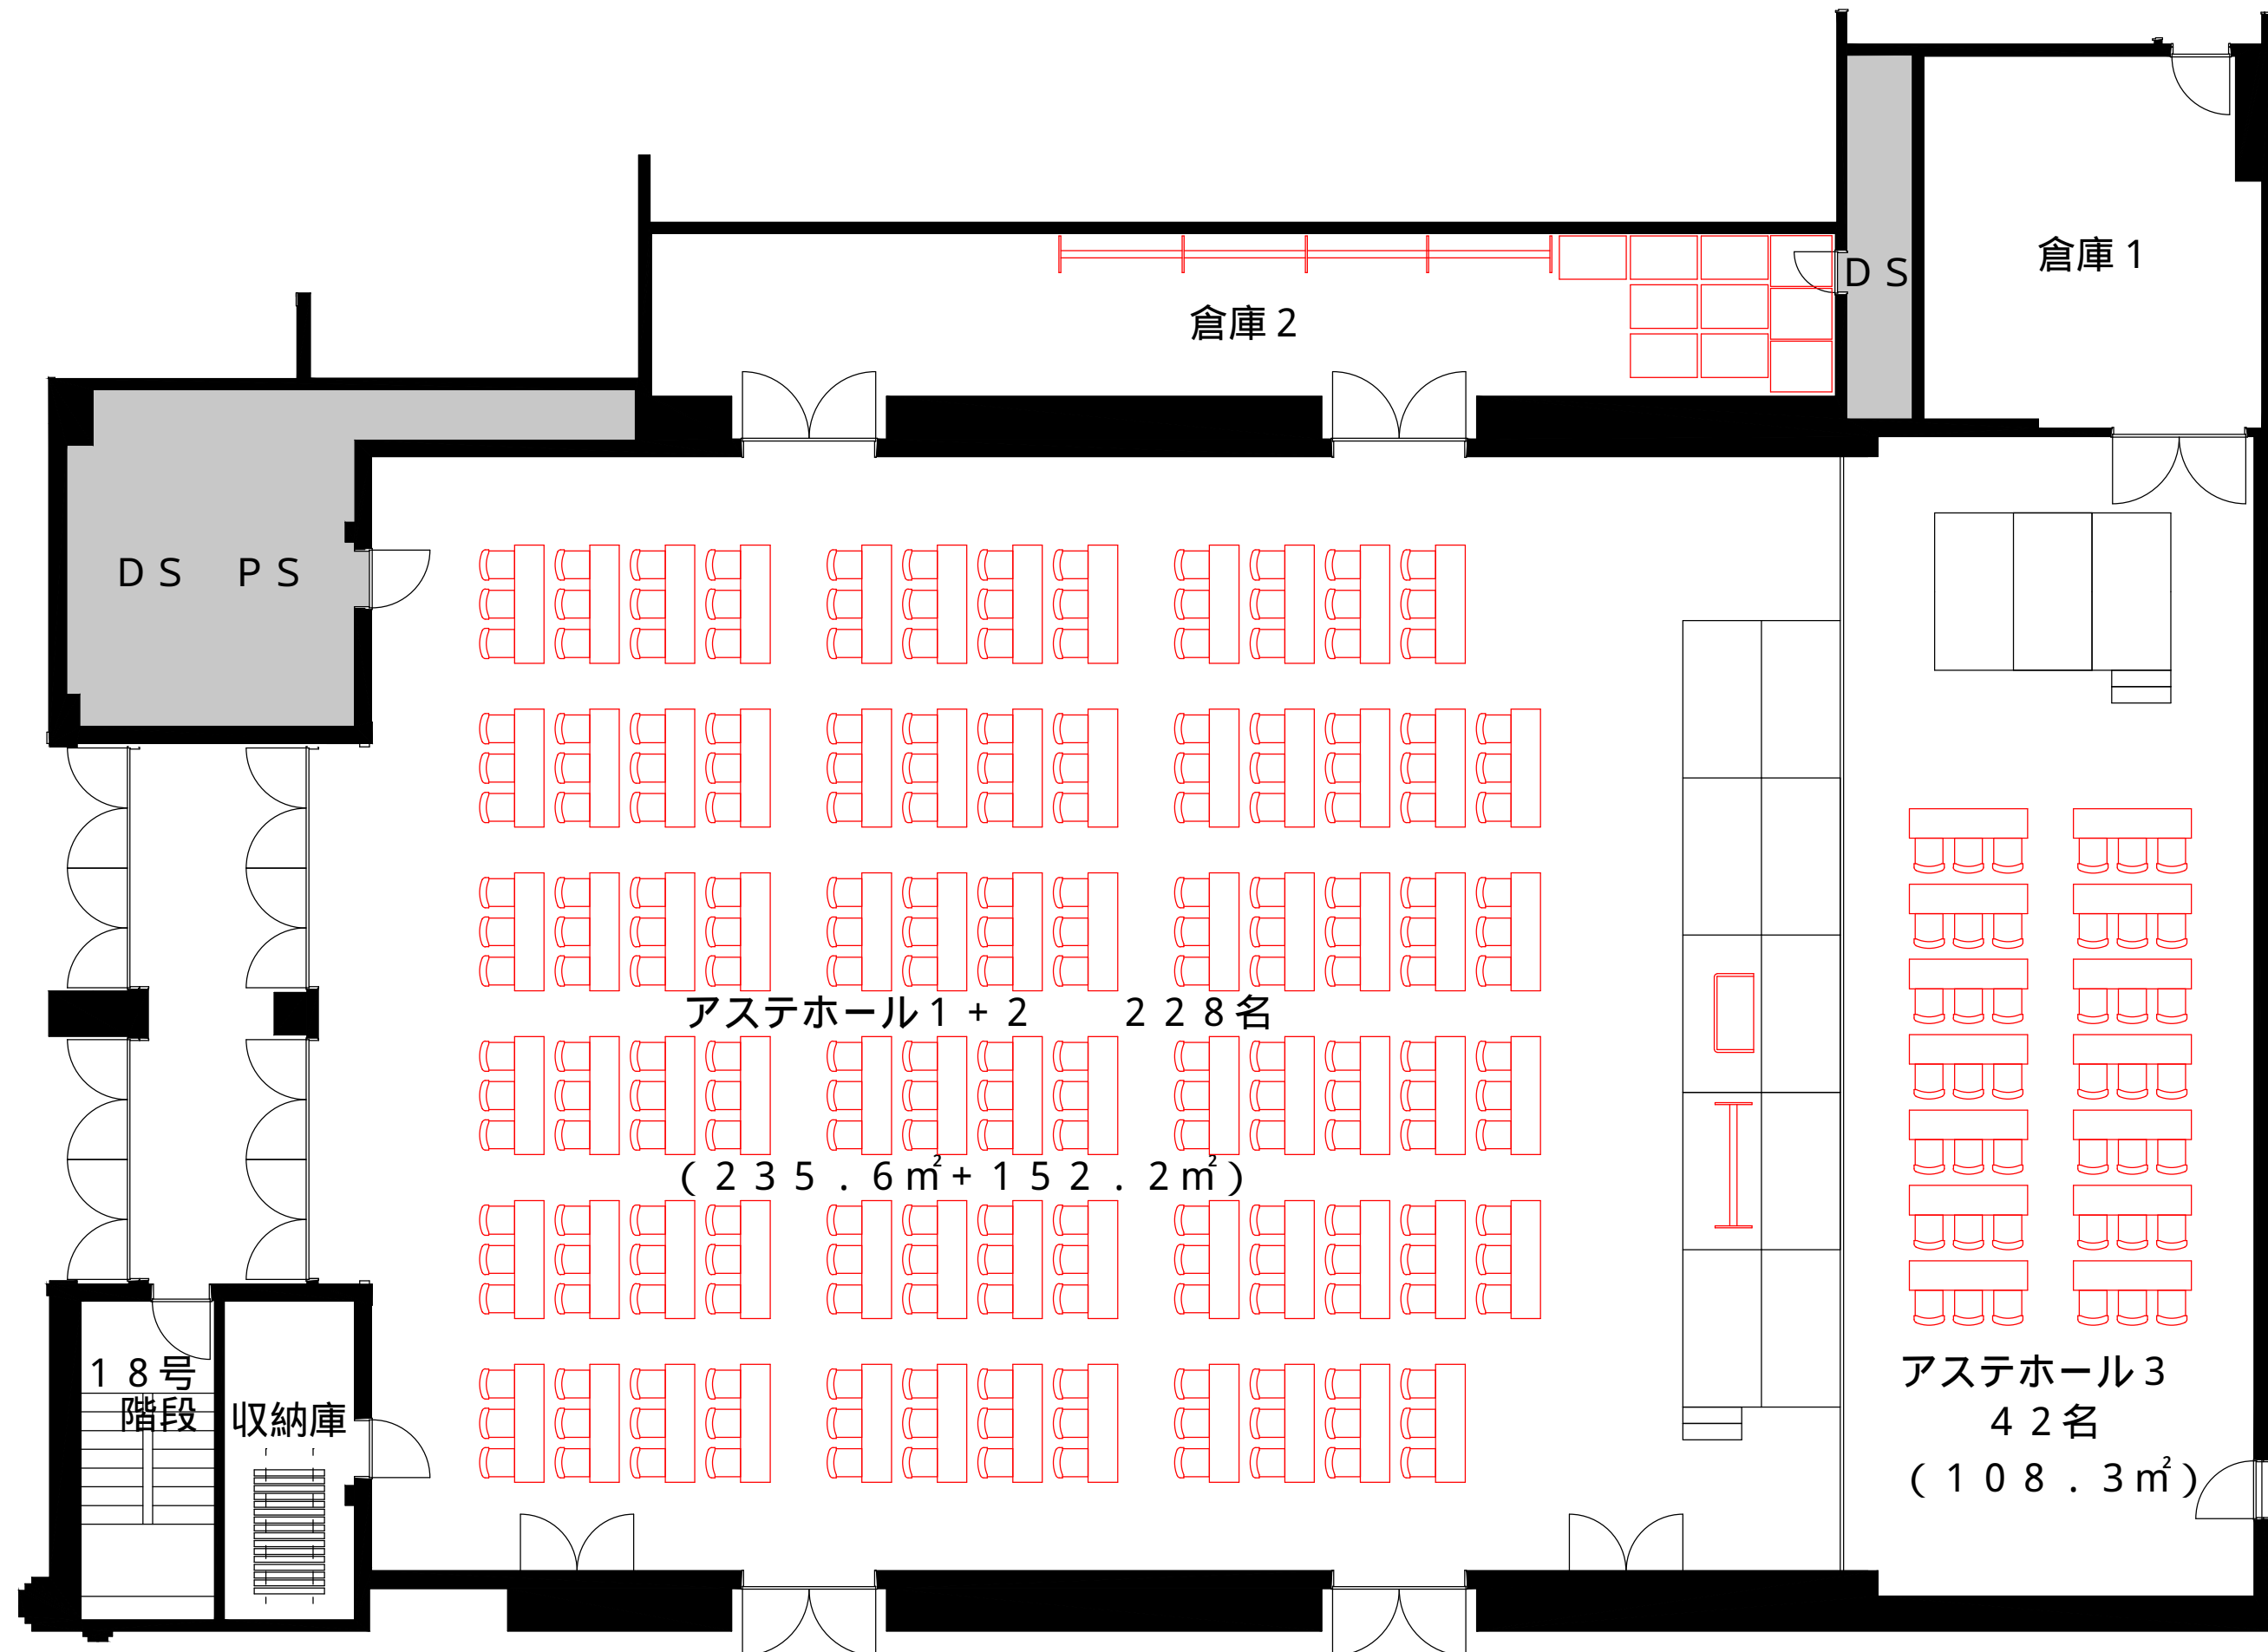 倉庫1
DS
倉庫2
DS PS
アステホール1+2 228名
(235.6㎡+152.2㎡)
18号
階段
収納庫
アステホール3
42名
(108.3㎡)